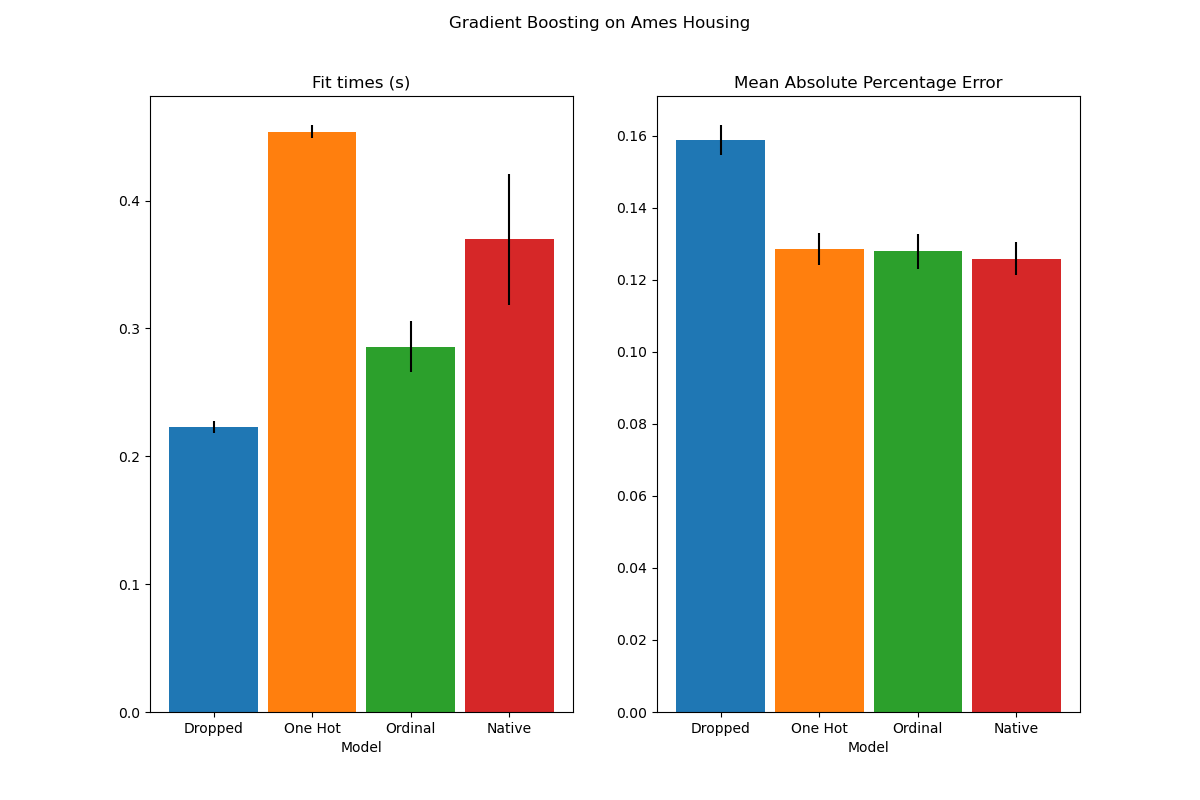 Gradient Boosting on Ames Housing
Fit times (s)
0.4
0.3
0.2
0.1
0.0
Dropped One Hot Ordinal Native
Model
Mean Absolute Percentage Error
0.16
0.14
0.12
0.10
0.08
0.06
0.04
0.02
0.00
Dropped One Hot Ordinal Native
Model